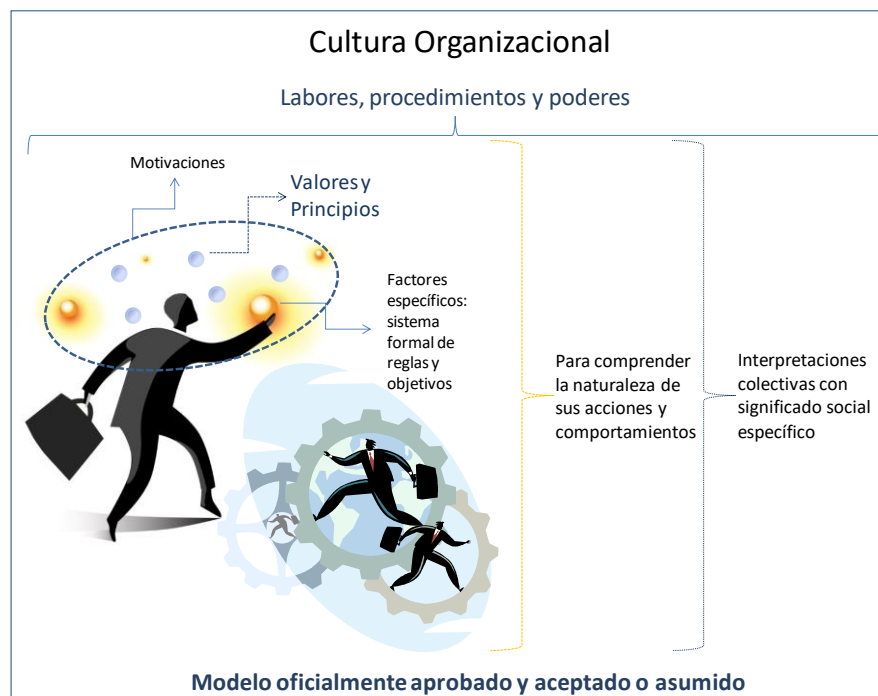 Cultura Organizacional
Labores, procedimientos y poderes
Motivaciones
Valores y
Principios
Factores
específicos:
sistema
formal de
reglas y
objetivos
Para comprender
la naturaleza de
sus acciones y
comportamientos
Interpretaciones
colectivas con
significado social
específico
Modelo oficialmente aprobado y aceptado o asumido